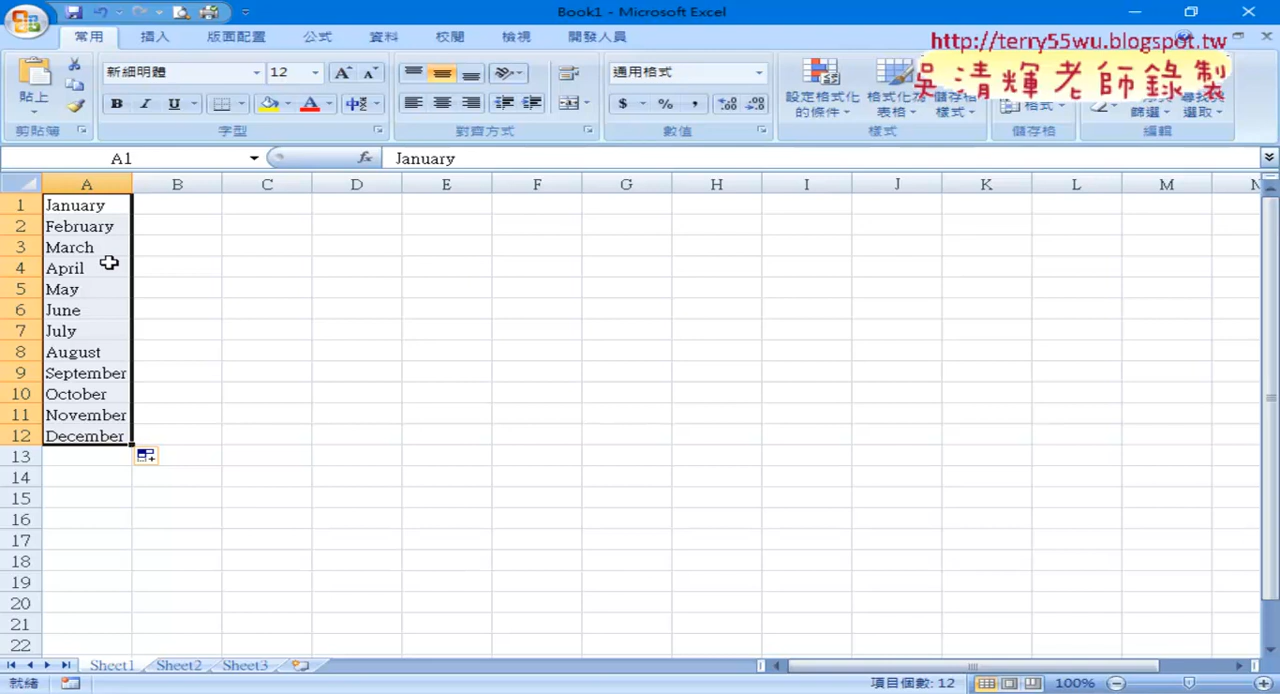 Book1 - Microsoft Excel
常用 插入 版面配置 公式 資料 校閱 檢視 開發人員
http://terry55wu.blogspot.tw
吳清輝老師錄製
貼上
新細明體 12
B I U
通用格式
$ % ,
設定格式化的條件
格式化為表格
儲存格樣式
格式
篩選
選取
剪貼簿 字型 對齊方式 數值 樣式 儲存格 編輯
A1 fx January
A B C D E F G H I J K L M N
1 January
2 February
3 March
4 April
5 May
6 June
7 July
8 August
9 September
10 October
11 November
12 December
13
14
15
16
17
18
19
20
21
22
Sheet1 Sheet2 Sheet3
就緒 項目個數: 12 100%